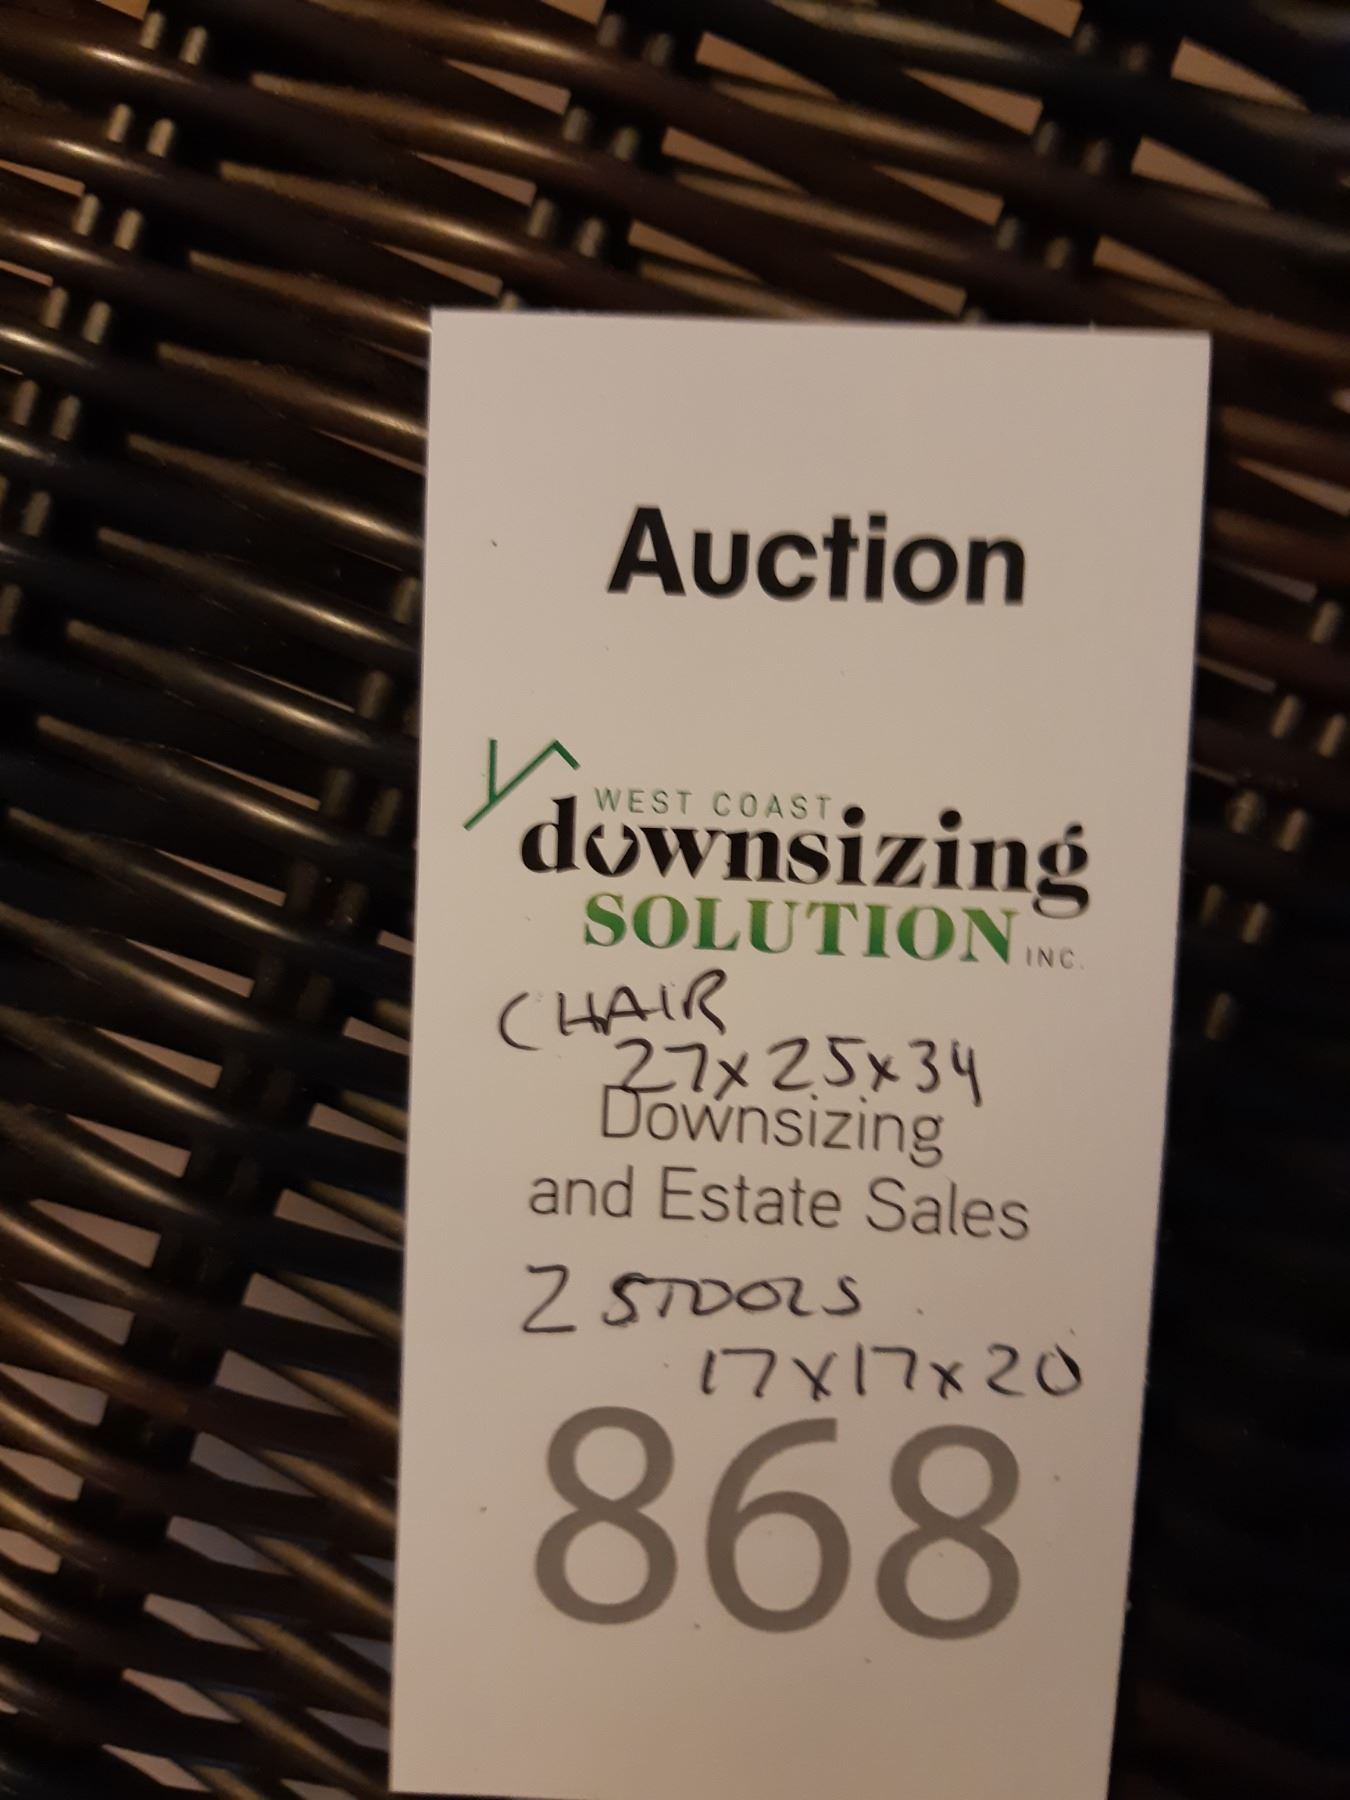 Auction
WEST COAST
downsizing
SOLUTION INC.
CHAIR
27x25x34
Downsizing
and Estate Sales
2 STOOLS
17x17x20
868